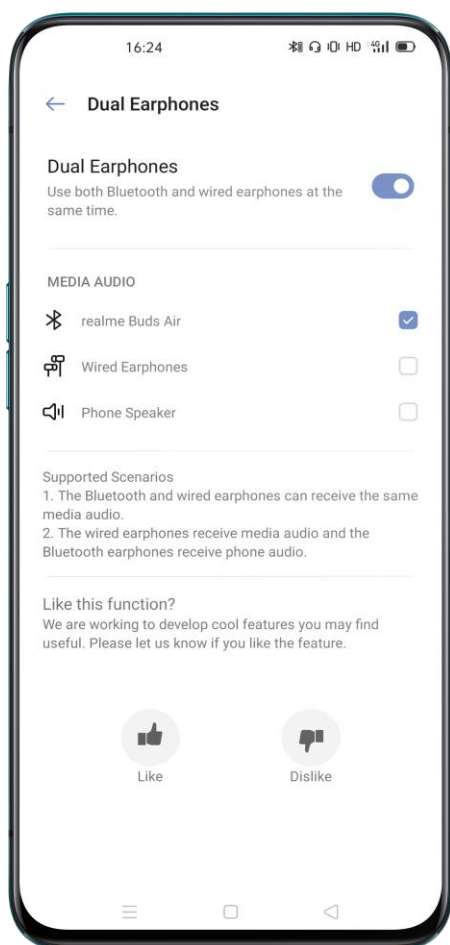 16:24
HD 4G
Dual Earphones
Dual Earphones
Use both Bluetooth and wired earphones at the
same time.
MEDIA AUDIO
realme Buds Air
Wired Earphones
Phone Speaker
Supported Scenarios
1. The Bluetooth and wired earphones can receive the same
media audio.
2. The wired earphones receive media audio and the
Bluetooth earphones receive phone audio.
Like this function?
We are working to develop cool features you may find
useful. Please let us know if you like the feature.
Like
Dislike